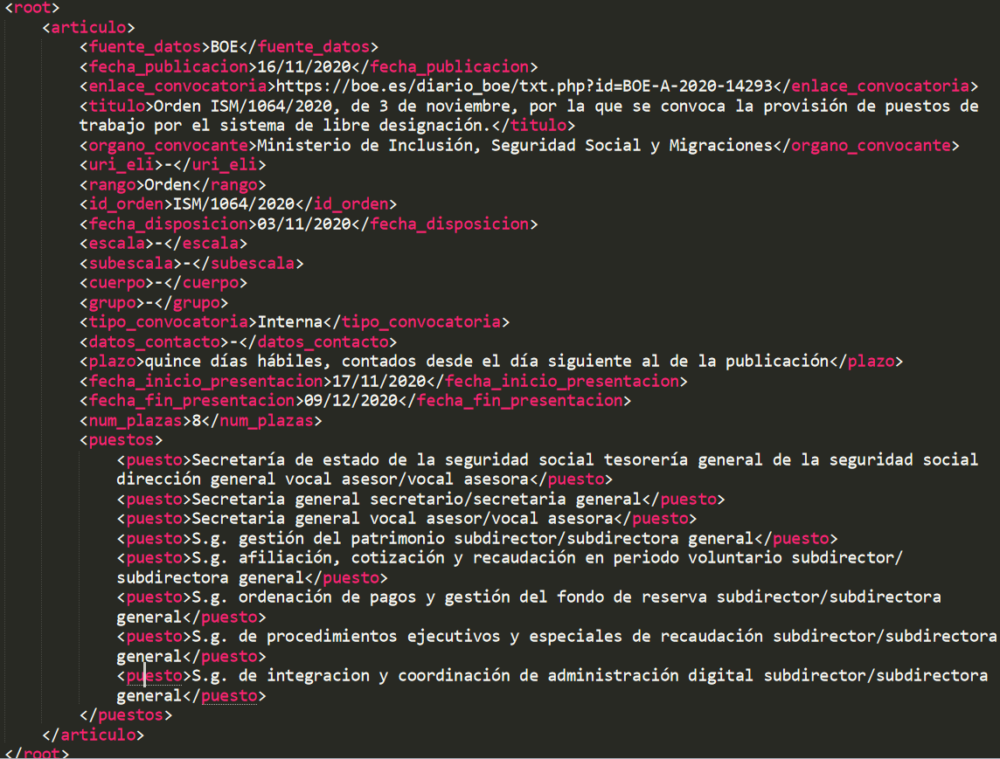 <root>
<articulo>
<fuente_datos>BOE</fuente_datos>
<fecha_publicacion>16/11/2020</fecha_publicacion>
<enlace_convocatoria>https://boe.es/diario_boe/txt.php?id=BOE-A-2020-14293</enlace_convocatoria>
<titulo>Orden ISM/1064/2020, de 3 de noviembre, por la que se convoca la provisión de puestos de
trabajo por el sistema de libre designación.</titulo>
<organo_convocante>Ministerio de Inclusión, Seguridad Social y Migraciones</organo_convocante>
<uri_eli>-</uri_eli>
<rango>Orden</rango>
<id_orden>ISM/1064/2020</id_orden>
<fecha_disposicion>03/11/2020</fecha_disposicion>
<escala>-</escala>
<subescala>-</subescala>
<cuerpo>-</cuerpo>
<grupo>-</grupo>
<tipo_convocatoria>Interna</tipo_convocatoria>
<datos_contacto>-</datos_contacto>
<plazo>quince días hábiles, contados desde el día siguiente al de la publicación</plazo>
<fecha_inicio_presentacion>17/11/2020</fecha_inicio_presentacion>
<fecha_fin_presentacion>09/12/2020</fecha_fin_presentacion>
<num_plazas>8</num_plazas>
<puestos>
<puesto>Secretaría de estado de la seguridad social tesorería general de la seguridad social
dirección general vocal asesor/vocal asesora</puesto>
<puesto>Secretaria general secretario/secretaria general</puesto>
<puesto>Secretaria general vocal asesor/vocal asesora</puesto>
<puesto>S.g. gestión del patrimonio subdirector/subdirectora general</puesto>
<puesto>S.g. afiliación, cotización y recaudación en periodo voluntario subdirector/
subdirectora general</puesto>
<puesto>S.g. ordenación de pagos y gestión del fondo de reserva subdirector/subdirectora
general</puesto>
<puesto>S.g. de procedimientos ejecutivos y especiales de recaudación subdirector/subdirectora
general</puesto>
<puesto>S.g. de integracion y coordinación de administración digital subdirector/subdirectora
general</puesto>
</puestos>
</articulo>
</root>